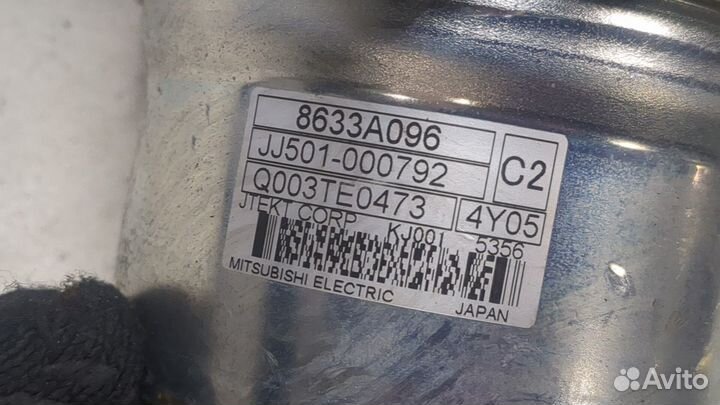 8633A096
JJ501-000792
C2
Q003TE0473
4Y05
JTEKT CORP KJ001 5356
MITSUBISHI ELECTRIC JAPAN
Avito